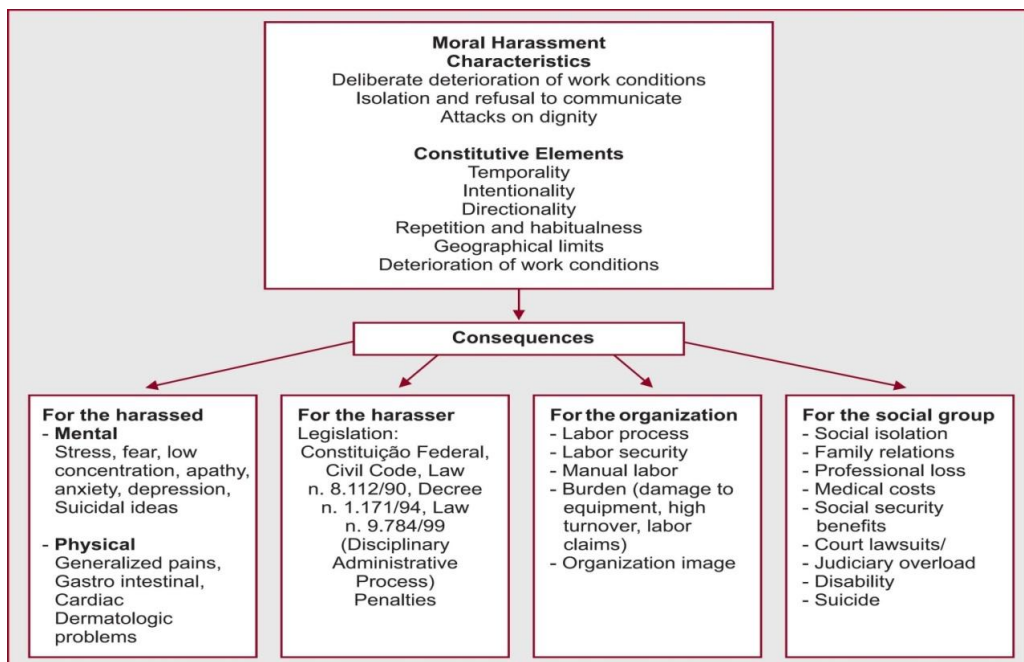 Moral Harassment
Characteristics
Deliberate deterioration of work conditions
Isolation and refusal to communicate
Attacks on dignity
Constitutive Elements
Temporality
Intentionality
Directionality
Repetition and habitualness
Geographical limits
Deterioration of work conditions
Consequences
For the harassed
- Mental
Stress, fear, low
concentration, apathy,
anxiety, depression,
Suicidal ideas
- Physical
Generalized pains,
Gastro intestinal,
Cardiac
Dermatologic
problems
For the harasser
Legislation:
Constituição Federal,
Civil Code, Law
n. 8.112/90, Decree
n. 1.171/94, Law
n. 9.784/99
(Disciplinary
Administrative
Process)
Penalties
For the organization
- Labor process
- Labor security
- Manual labor
- Burden (damage to
equipment, high
turnover, labor
claims)
- Organization image
For the social group
- Social isolation
- Family relations
- Professional loss
- Medical costs
- Social security
benefits
- Court lawsuits/
- Judiciary overload
- Disability
- Suicide